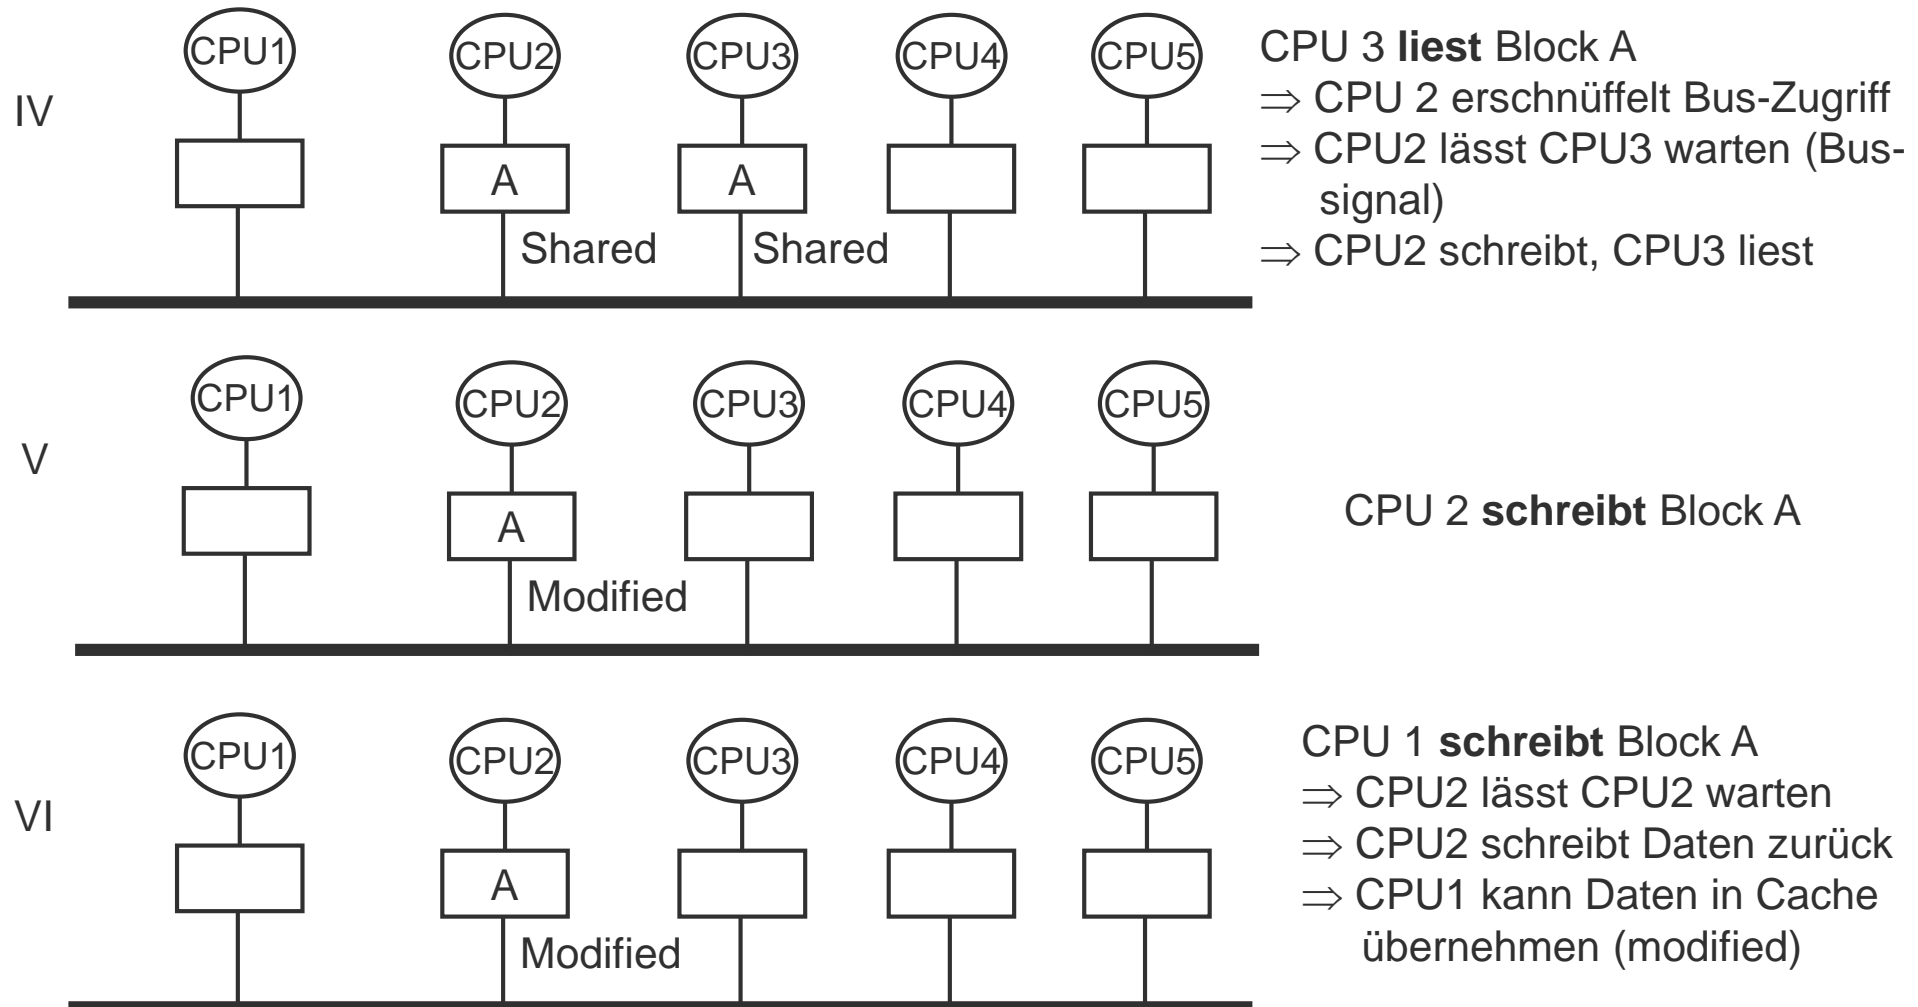 CPU1 CPU2 CPU3 CPU4 CPU5
IV
A A
Shared Shared
CPU 3 liest Block A
⇒ CPU 2 erschnüffelt Bus-Zugriff
⇒ CPU2 lässt CPU3 warten (Bus-
signal)
⇒ CPU2 schreibt, CPU3 liest
CPU1 CPU2 CPU3 CPU4 CPU5
V
A
Modified
CPU 2 schreibt Block A
CPU1 CPU2 CPU3 CPU4 CPU5
VI
A
Modified
CPU 1 schreibt Block A
⇒ CPU2 lässt CPU2 warten
⇒ CPU2 schreibt Daten zurück
⇒ CPU1 kann Daten in Cache
übernehmen (modified)